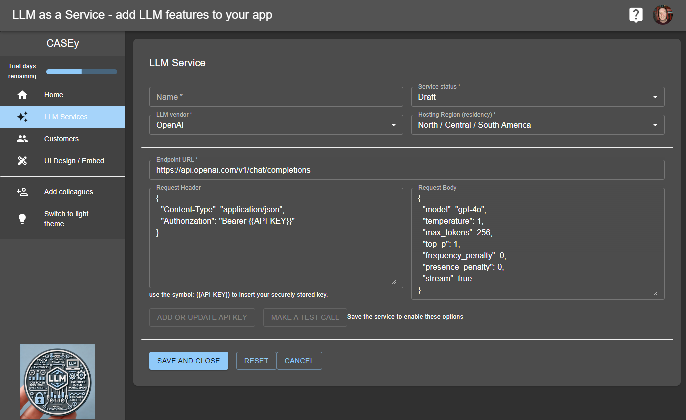 LLM as a Service - add LLM features to your app
CASEy
Trial days
remaining
Home
LLM Services
Customers
UI Design / Embed
Add colleagues
Switch to light
theme
LLM
LLM Service
Name *
Service status *
Draft
LLM vendor *
OpenAI
Hosting Region (residency) *
North / Central / South America
Endpoint URL *
https://api.openai.com/v1/chat/completions
Request Header
{
"Content-Type": "application/json",
"Authorization": "Bearer {{API KEY}}"
}
use the symbol: {{API KEY}} to insert your securely stored key.
Request Body
{
"model": "gpt-4o",
"temperature": 1,
"max_tokens": 256,
"top_p": 1,
"frequency_penalty": 0,
"presence_penalty": 0,
"stream": true
}
ADD OR UPDATE API KEY
MAKE A TEST CALL
Save the service to enable these options
SAVE AND CLOSE
RESET
CANCEL